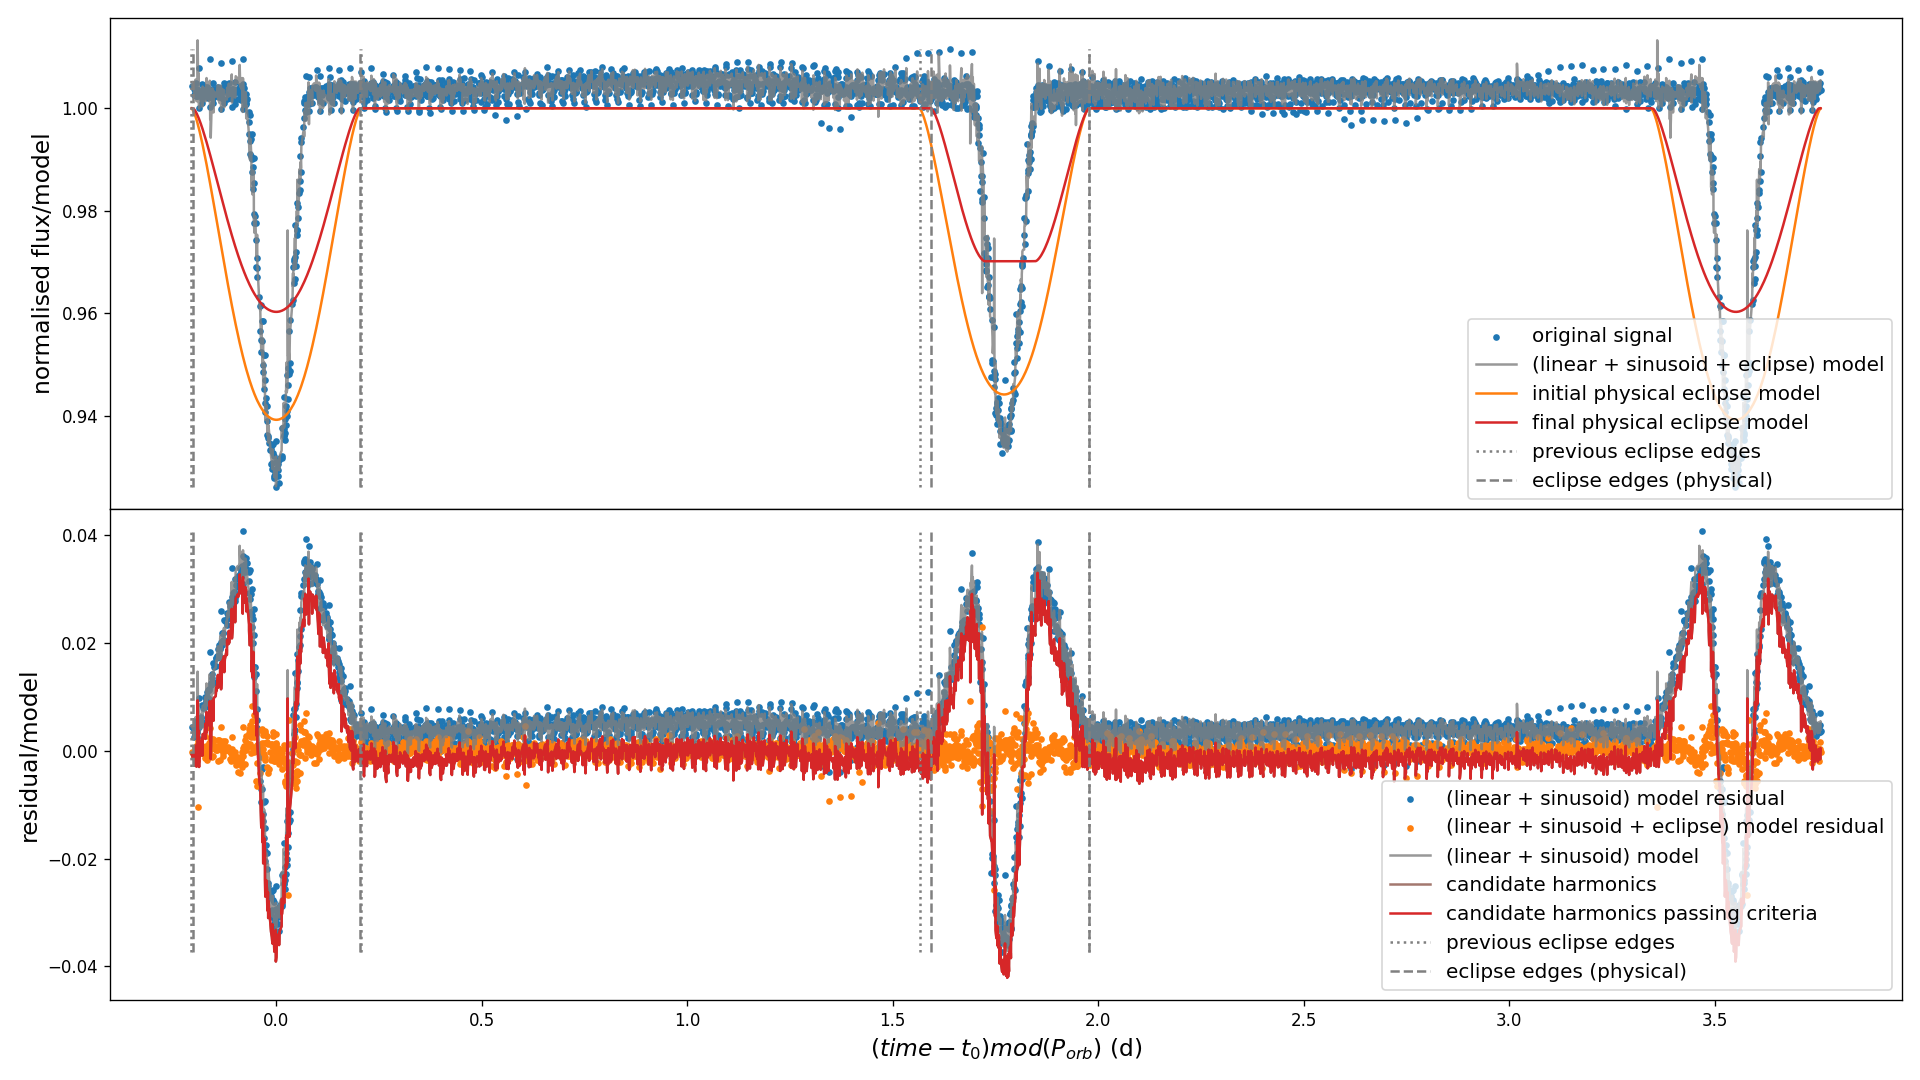 normalised flux/model
1.00
0.98
0.96
0.94
original signal
(linear + sinusoid + eclipse) model
initial physical eclipse model
final physical eclipse model
previous eclipse edges
eclipse edges (physical)
residual/model
0.04
0.02
0.00
−0.02
−0.04
(linear + sinusoid) model residual
(linear + sinusoid + eclipse) model residual
(linear + sinusoid) model
candidate harmonics
candidate harmonics passing criteria
previous eclipse edges
eclipse edges (physical)
0.0 0.5 1.0 1.5 2.0 2.5 3.0 3.5
(time − t₀)mod(Pₒᵣb) (d)